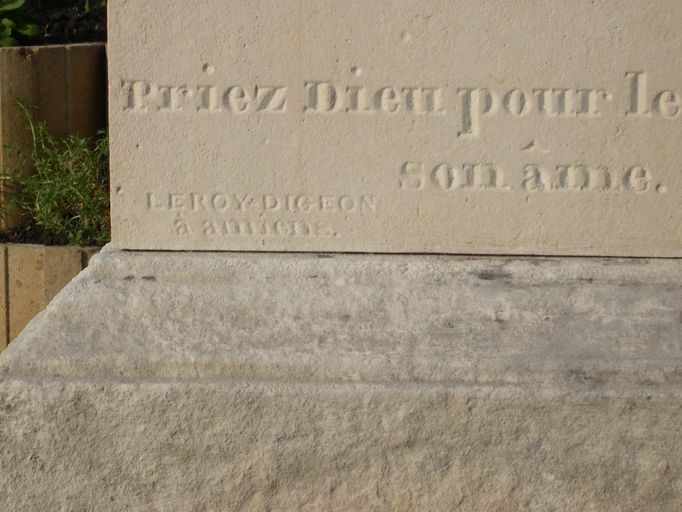 Priez Dieu pour le
son âme.
LEROY-DIGEON
à amiens.